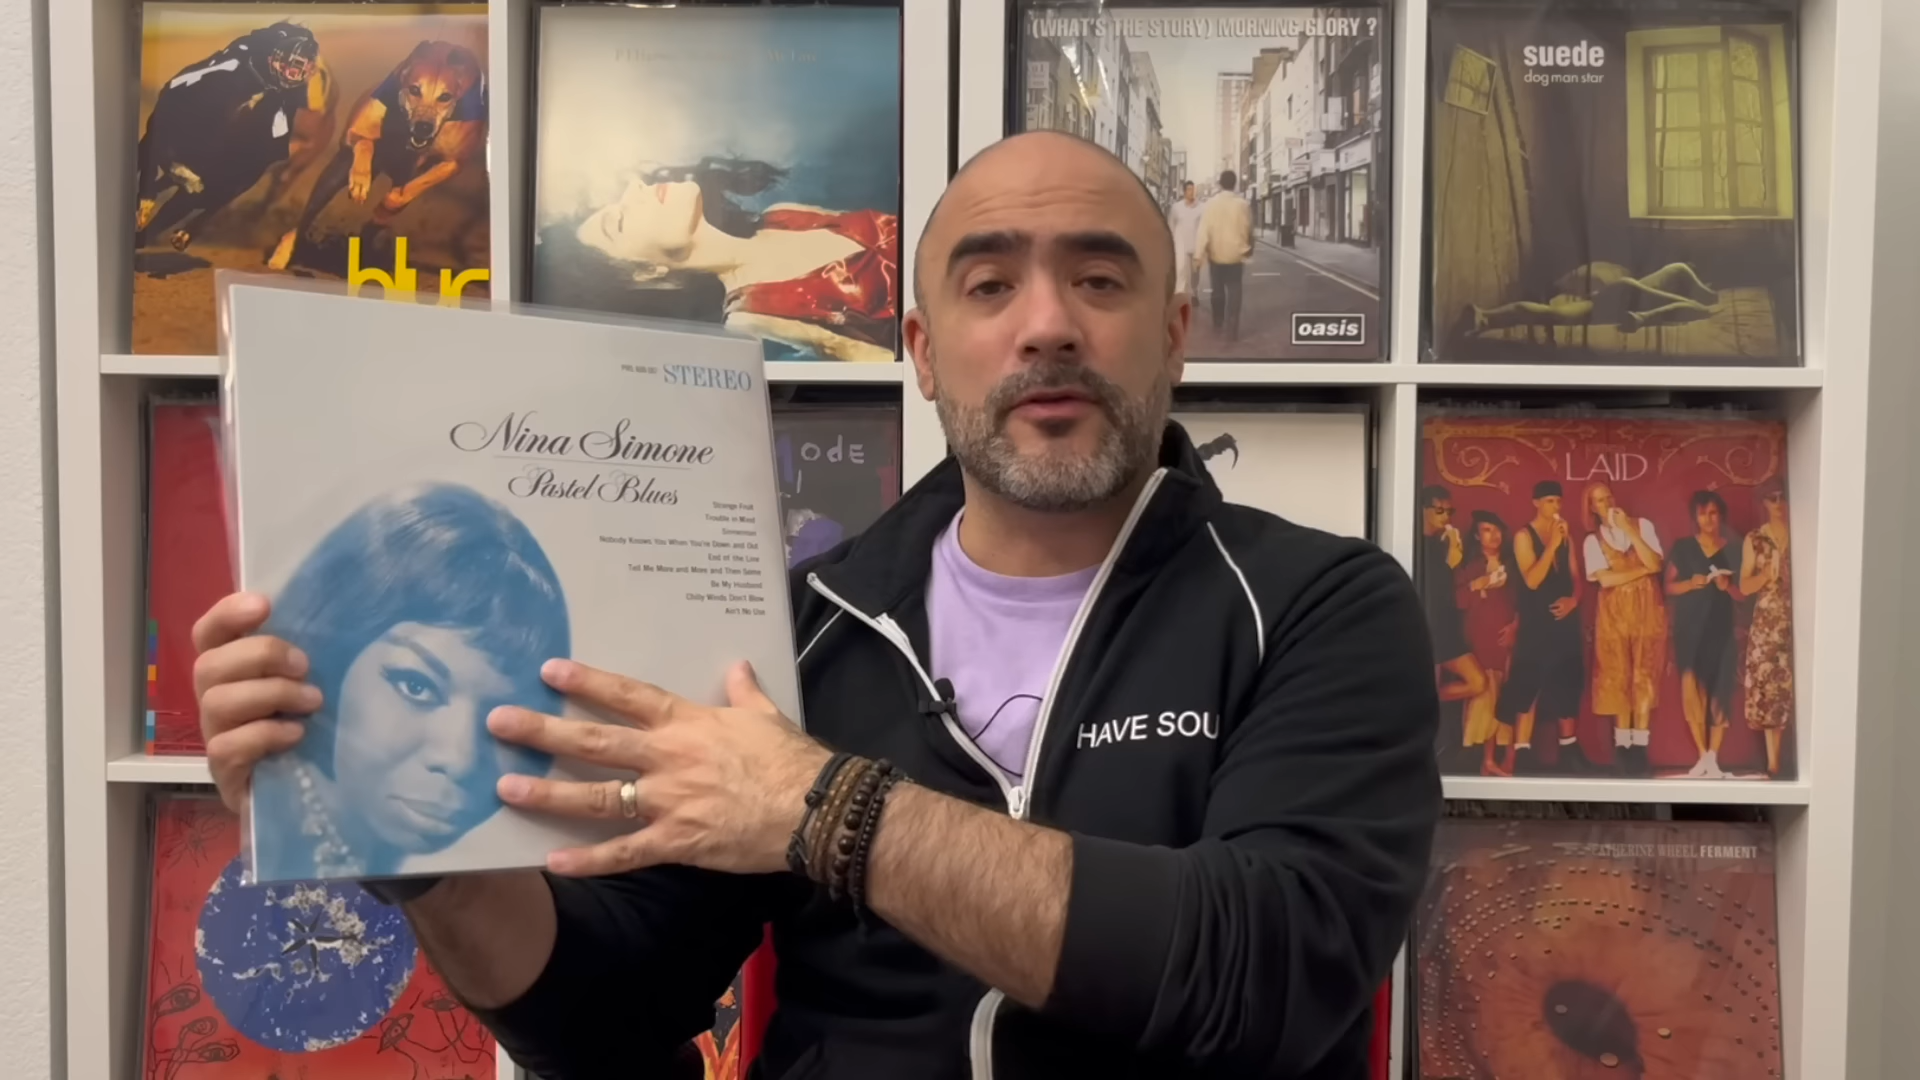 blur
(WHAT'S THE STORY) MORNING GLORY ?
oasis
suede
dog man star
STEREO
Nina Simone
Pastel Blues
Strange Fruit
Trouble in Mind
Sinnerman
Nobody Knows You When You're Down and Out
End of the Line
Tell Me More and More and Then Some
Be My Husband
Chilly Winds Don't Blow
Ain't No Use
ODE
LAID
HAVE SOU
CATHERINE WHEEL FERMENT